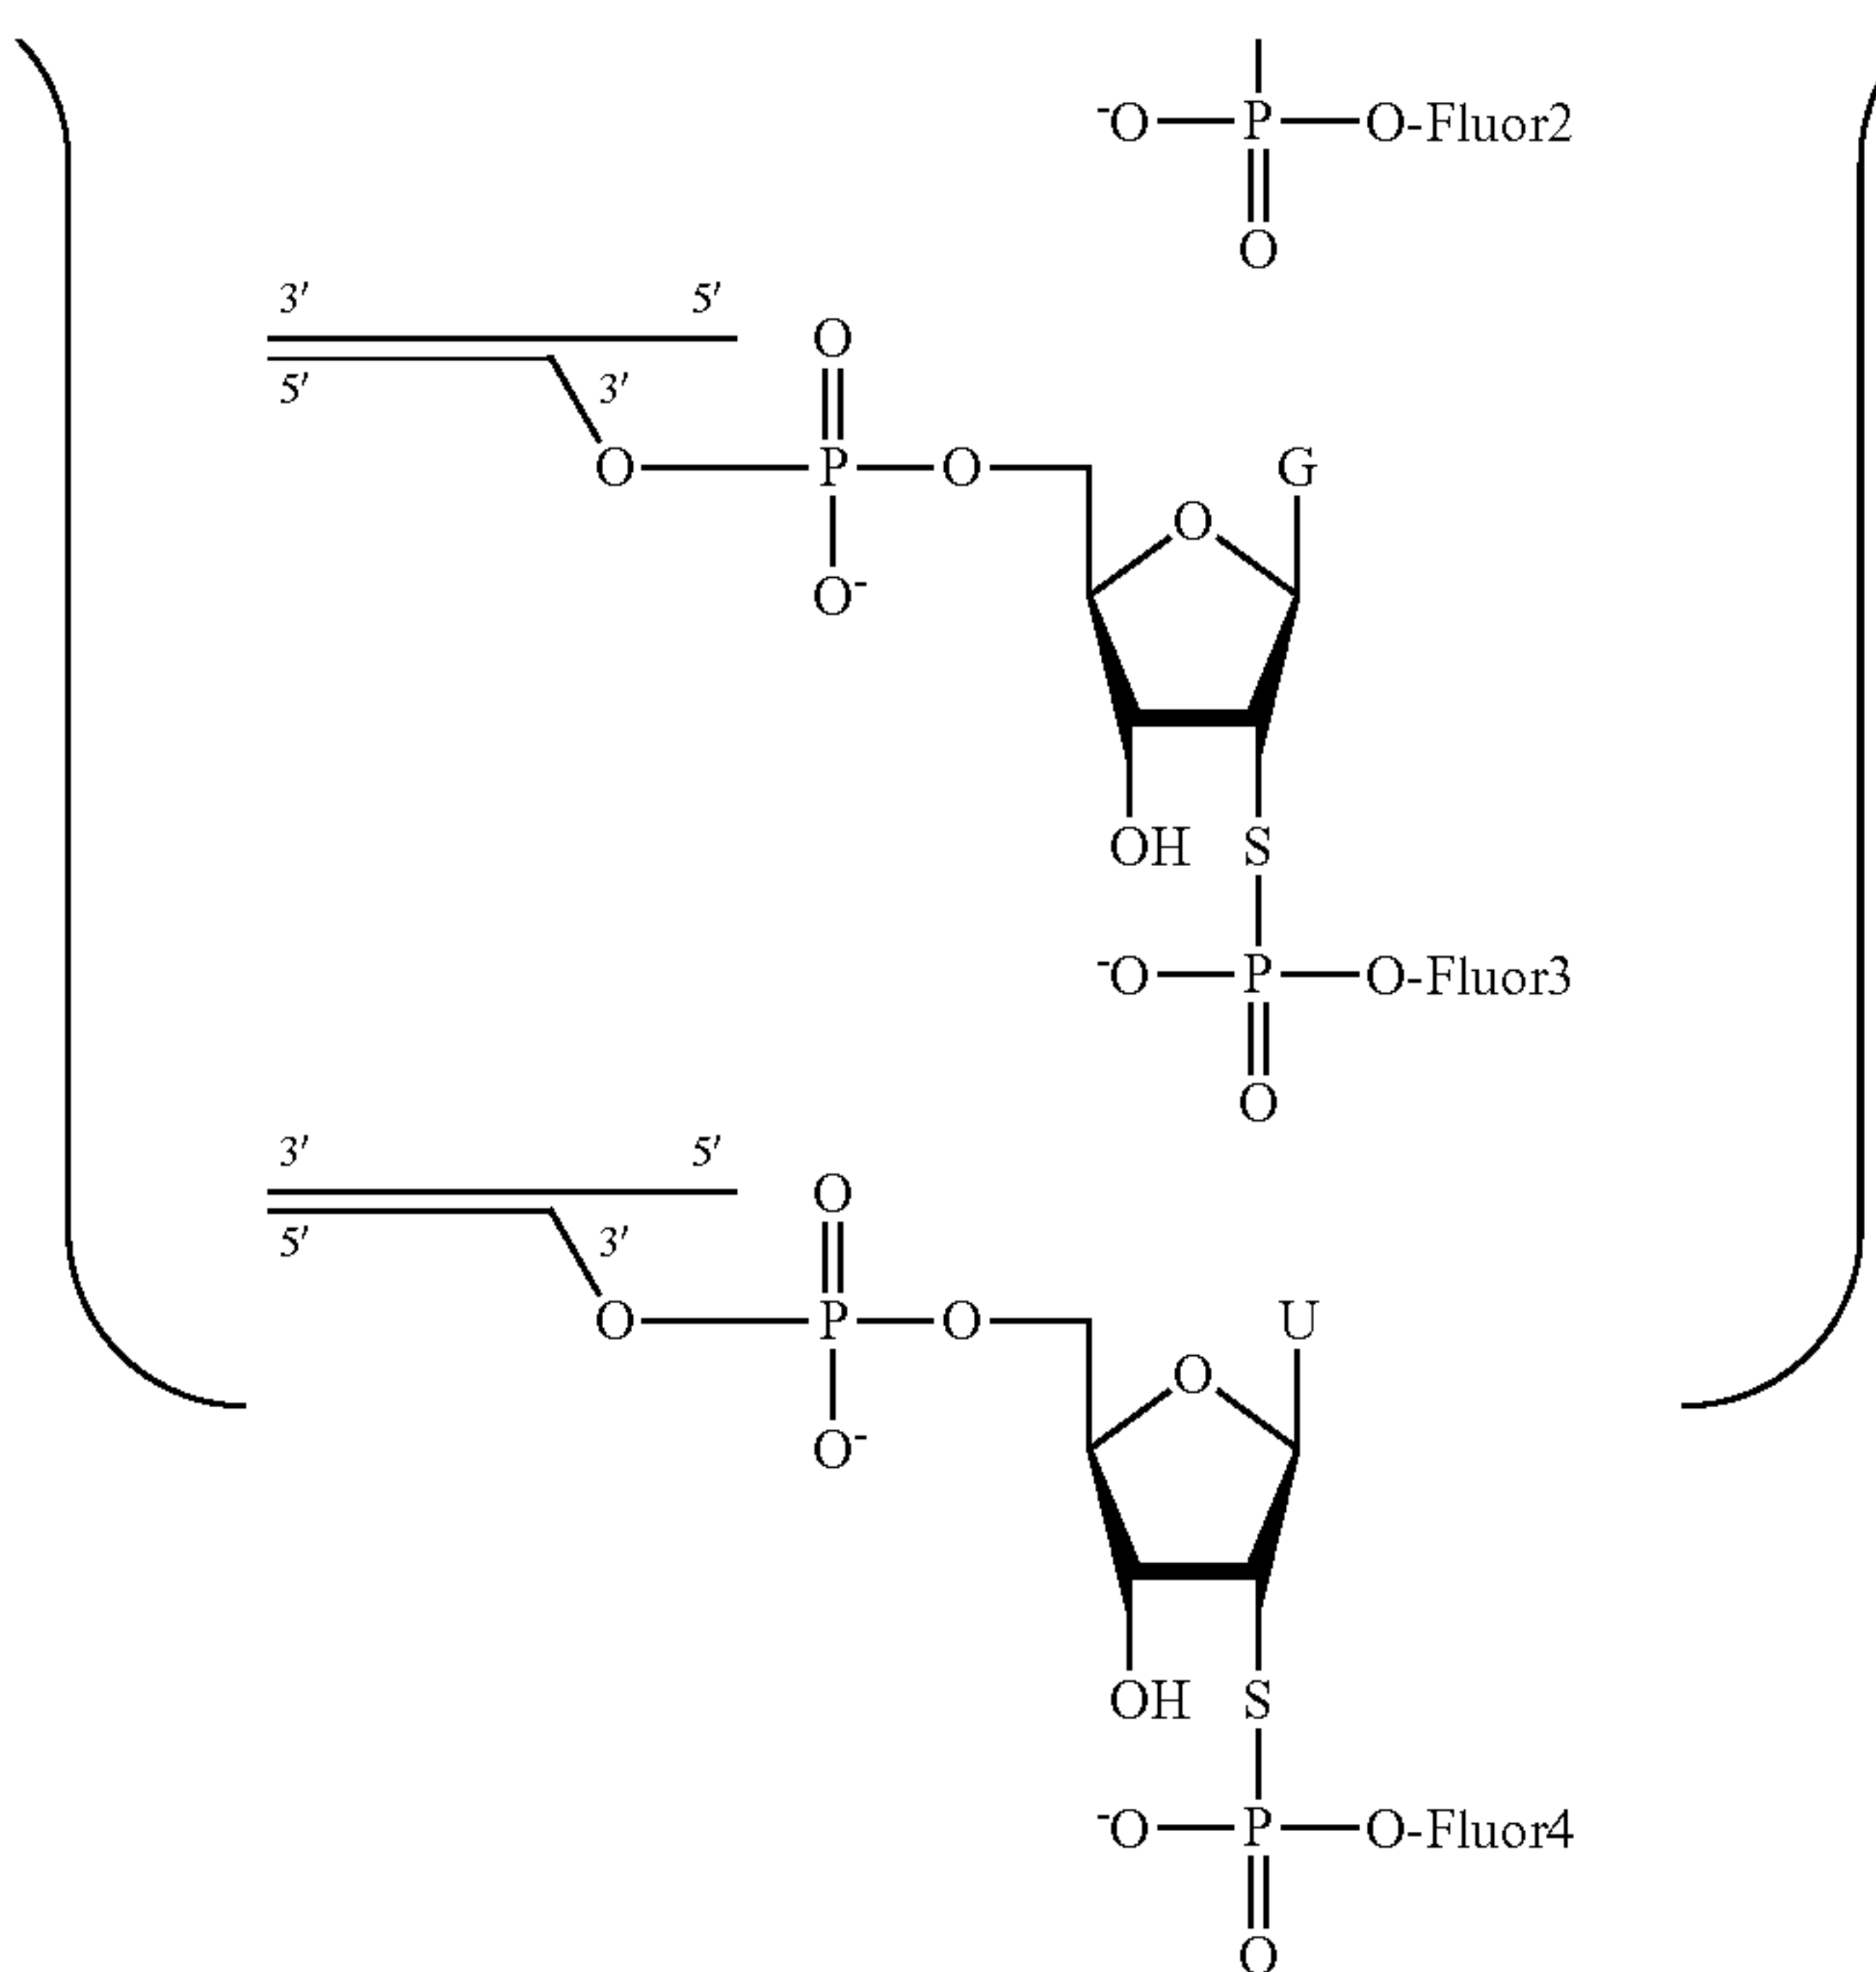 ⁻O P O-Fluor2
O
3′ 5′
O
5′ 3′
O P O G
O
O⁻
OH S
⁻O P O-Fluor3
O
3′ 5′
O
5′ 3′
O P O U
O
O⁻
OH S
⁻O P O-Fluor4
O